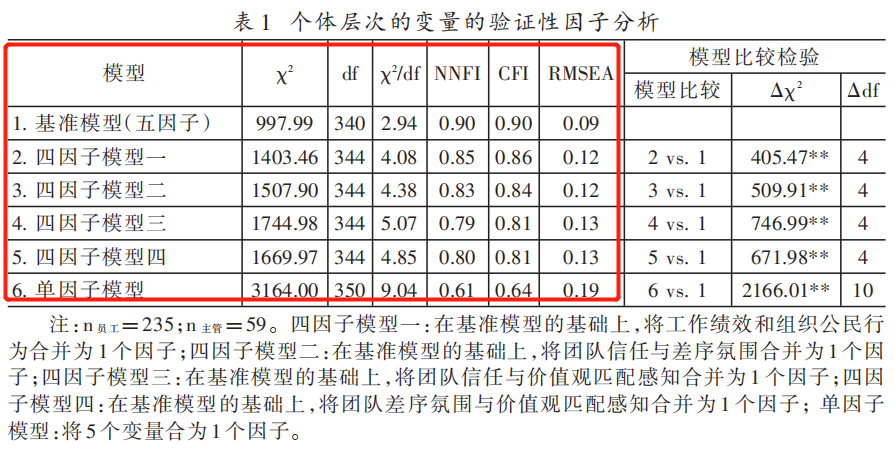 表1 个体层次的变量的验证性因子分析
模型 χ² df χ²/df NNFI CFI RMSEA 模型比较检验
模型比较 Δχ² Δdf
1. 基准模型(五因子) 997.99 340 2.94 0.90 0.90 0.09
2. 四因子模型一 1403.46 344 4.08 0.85 0.86 0.12 2 vs. 1 405.47** 4
3. 四因子模型二 1507.90 344 4.38 0.83 0.84 0.12 3 vs. 1 509.91** 4
4. 四因子模型三 1744.98 344 5.07 0.79 0.81 0.13 4 vs. 1 746.99** 4
5. 四因子模型四 1669.97 344 4.85 0.80 0.81 0.13 5 vs. 1 671.98** 4
6. 单因子模型 3164.00 350 9.04 0.61 0.64 0.19 6 vs. 1 2166.01** 10
注:n员工=235;n主管=59。四因子模型一:在基准模型的基础上,将工作绩效和组织公民行
为合并为1个因子;四因子模型二:在基准模型的基础上,将团队信任与差序氛围合并为1个因
子;四因子模型三:在基准模型的基础上,将团队信任与价值观匹配感知合并为1个因子;四因
子模型四:在基准模型的基础上,将团队差序氛围与价值观匹配感知合并为1个因子; 单因子
模型:将5个变量合为1个因子。